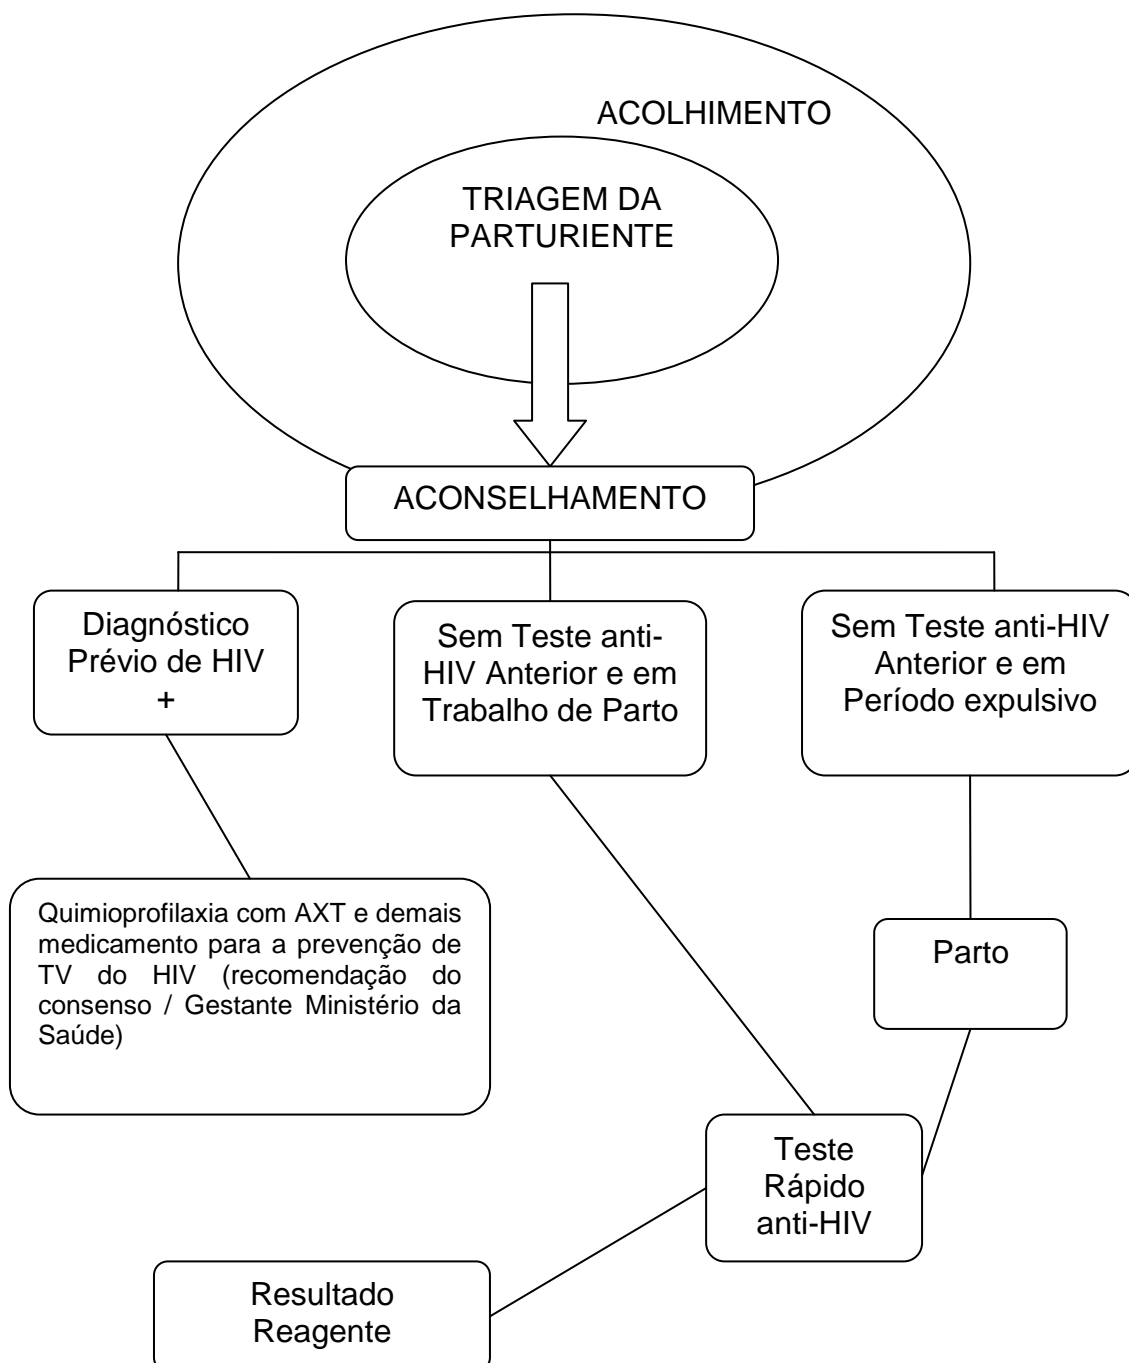 ACOLHIMENTO
TRIAGEM DA
PARTURIENTE
ACONSELHAMENTO
Diagnóstico
Prévio de HIV
+
Sem Teste anti-
HIV Anterior e em
Trabalho de Parto
Sem Teste anti-HIV
Anterior e em
Período expulsivo
Quimioprofilaxia com AXT e demais
medicamento para a prevenção de
TV do HIV (recomendação do
consenso / Gestante Ministério da
Saúde)
Parto
Teste
Rápido
anti-HIV
Resultado
Reagente